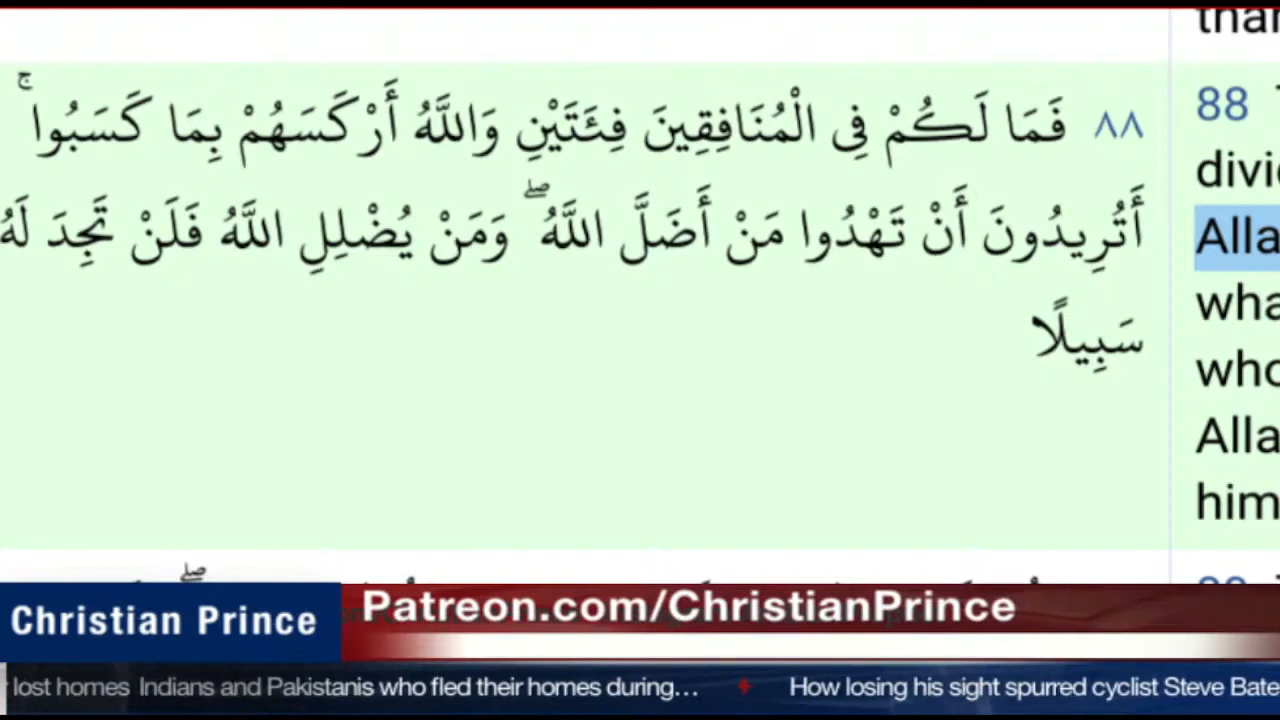 than
٨٨ فَمَا لَكُمْ فِى الْمُنَافِقِينَ فِئَتَيْنِ وَاللَّهُ أَرْكَسَهُمْ بِمَا كَسَبُوا ۚ
أَتُرِيدُونَ أَنْ تَهْدُوا مَنْ أَضَلَّ اللَّهُ ۖ وَمَنْ يُضْلِلِ اللَّهُ فَلَنْ تَجِدَ لَهُ
سَبِيلًا
88
divi
Alla
wha
who
Alla
him
Christian Prince
Patreon.com/ChristianPrince
lost homes Indians and Pakistanis who fled their homes during... ♦ How losing his sight spurred cyclist Steve Bate